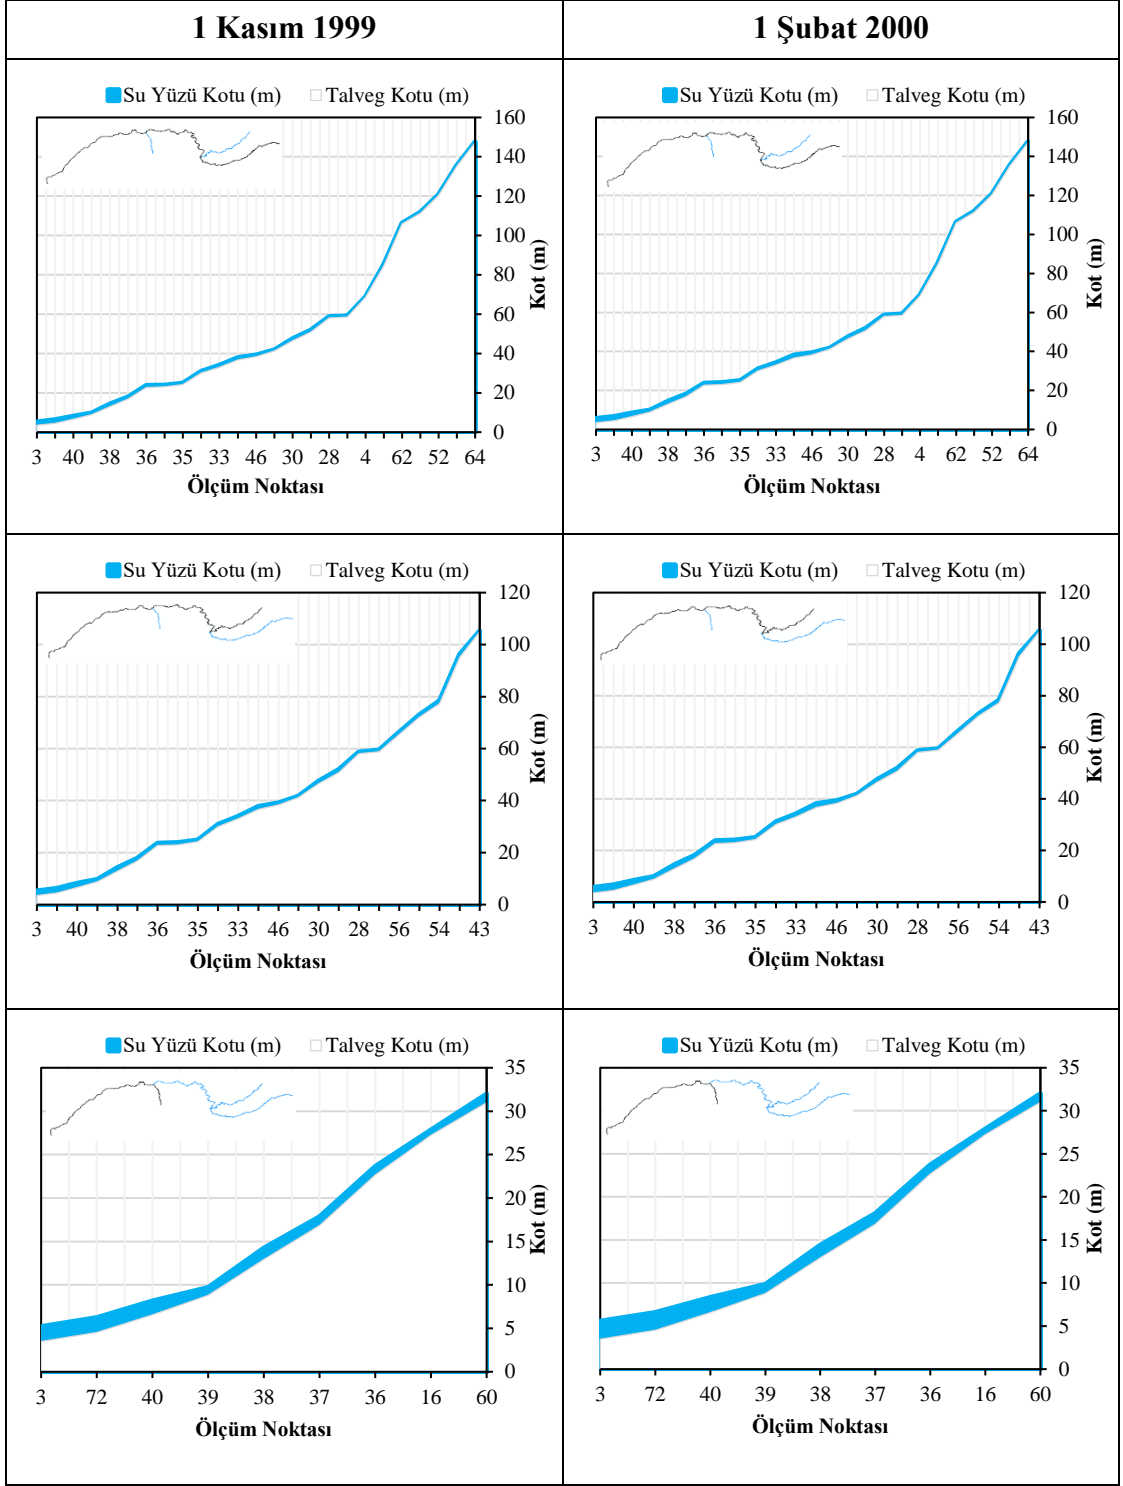 1 Kasım 1999
1 Şubat 2000
Su Yüzü Kotu (m) Talveg Kotu (m)
160
140
120
100
80
60
40
20
0
Kot (m)
3 40 38 36 35 33 46 30 28 4 62 52 64
Ölçüm Noktası
Su Yüzü Kotu (m) Talveg Kotu (m)
160
140
120
100
80
60
40
20
0
Kot (m)
3 40 38 36 35 33 46 30 28 4 62 52 64
Ölçüm Noktası
Su Yüzü Kotu (m) Talveg Kotu (m)
120
100
80
60
40
20
0
Kot (m)
3 40 38 36 35 33 46 30 28 56 54 43
Ölçüm Noktası
Su Yüzü Kotu (m) Talveg Kotu (m)
120
100
80
60
40
20
0
Kot (m)
3 40 38 36 35 33 46 30 28 56 54 43
Ölçüm Noktası
Su Yüzü Kotu (m) Talveg Kotu (m)
35
30
25
20
15
10
5
0
Kot (m)
3 72 40 39 38 37 36 16 60
Ölçüm Noktası
Su Yüzü Kotu (m) Talveg Kotu (m)
35
30
25
20
15
10
5
0
Kot (m)
3 72 40 39 38 37 36 16 60
Ölçüm Noktası